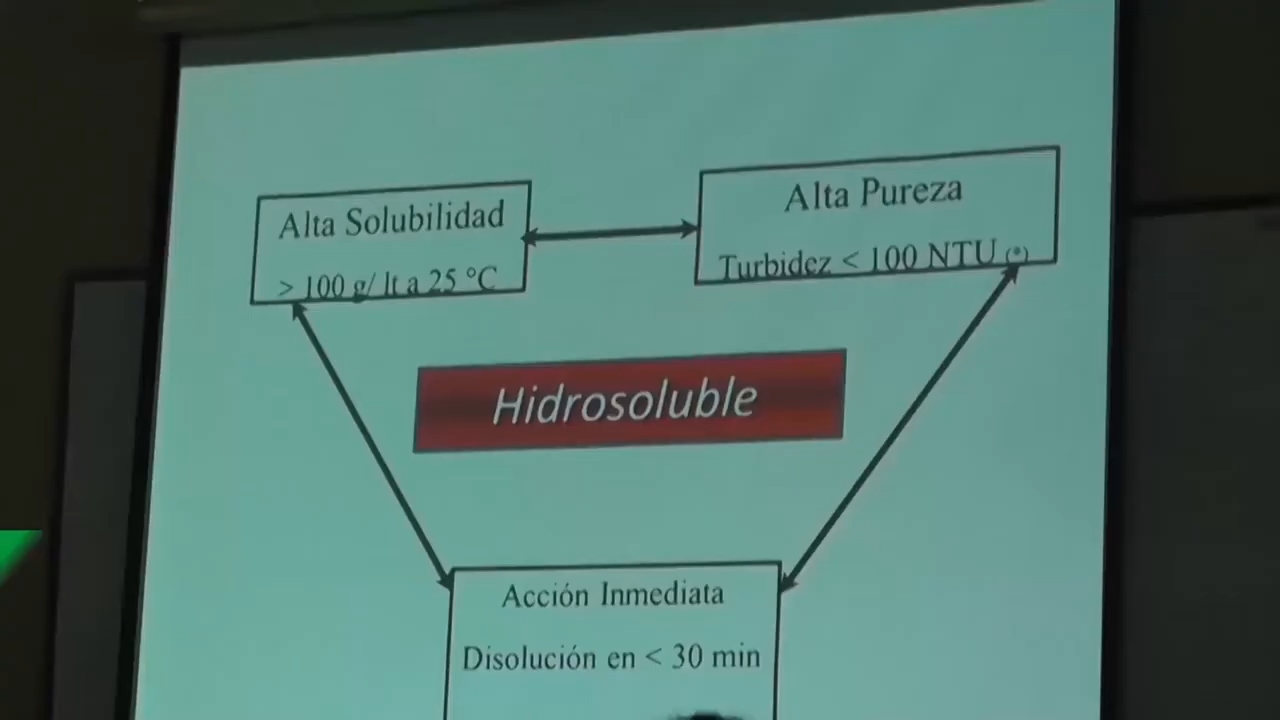 Alta Solubilidad
> 100 g/ lt a 25 °C
Alta Pureza
Turbidez < 100 NTU (*)
Hidrosoluble
Acción Inmediata
Disolución en < 30 min